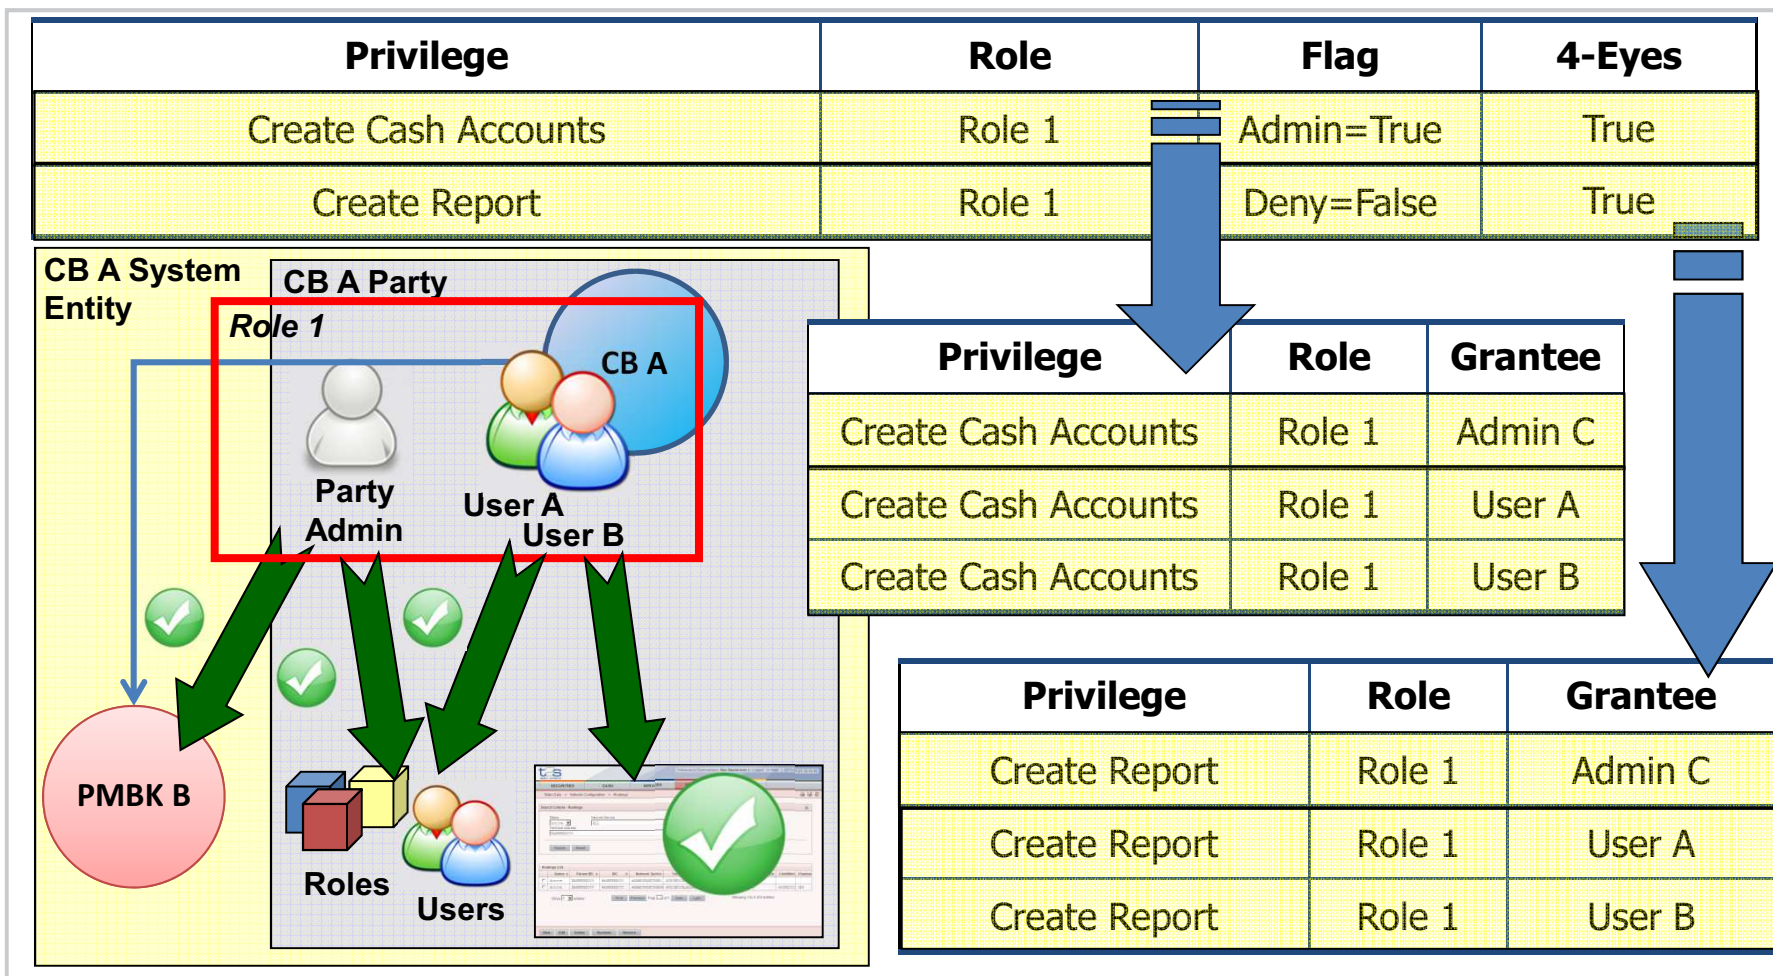 Privilege Role Flag 4-Eyes
Create Cash Accounts Role 1 Admin=True True
Create Report Role 1 Deny=False True
CB A System
Entity
CB A Party
Role 1
CB A
Party
Admin
User A
User B
PMBK B
Roles
Users
SECURITIES CASH SERVICES
Privilege Role Grantee
Create Cash Accounts Role 1 Admin C
Create Cash Accounts Role 1 User A
Create Cash Accounts Role 1 User B
Privilege Role Grantee
Create Report Role 1 Admin C
Create Report Role 1 User A
Create Report Role 1 User B